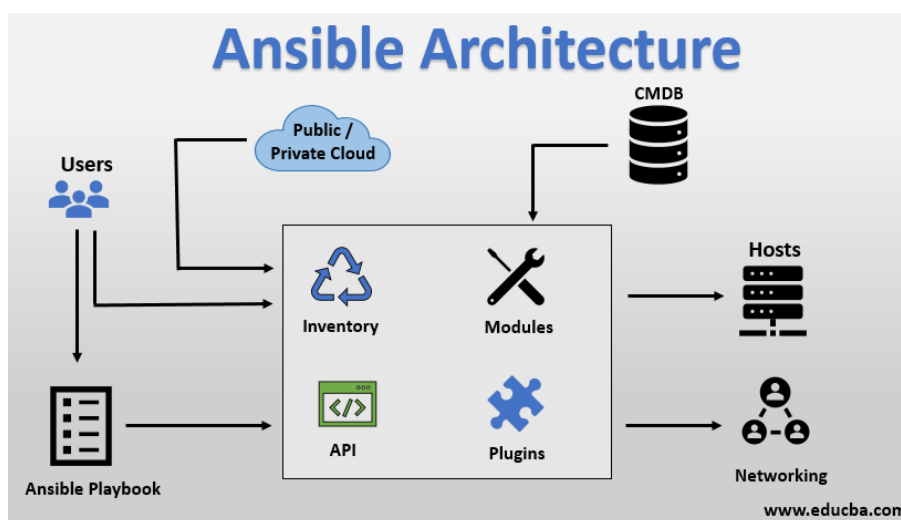 Ansible Architecture
CMDB
Public /
Private Cloud
Users
Hosts
Inventory
Modules
API
Plugins
Ansible Playbook
Networking
www.educba.com